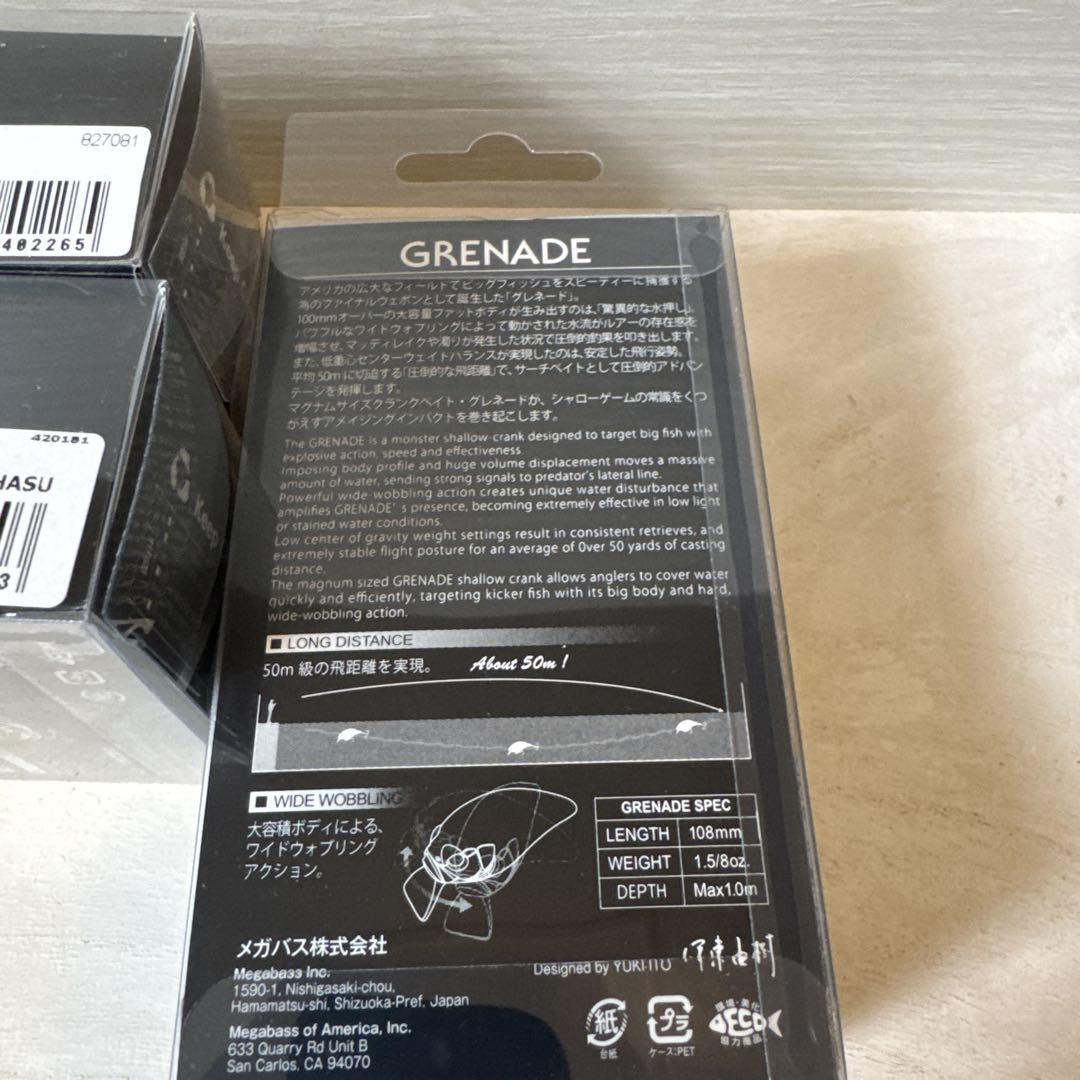 827081
402265
420181
HASU
3
Keep
GRENADE
アメリカの広大なフィールドでビッグフィッシュをスピーディーに捕獲する
為のファイナルウェポンとして誕生した「グレネード」。
100mmオーバーの大容量ファットボディが生み出すのは、「驚異的な水押し」。
パワフルなワイドウォブリングによって動かされた水流がルアーの存在感を
増幅させ、マッディレイクや濁りが発生した状況で圧倒的釣果を叩き出します。
また、低重心センターウェイトバランスが実現したのは、安定した飛行姿勢。
平均50mに切迫する「圧倒的な飛距離」で、サーチベイトとして圧倒的アドバン
テージを発揮します。
マグナムサイズクランクベイト・グレネードが、シャローゲームの常識をくつ
がえすアメイジングインパクトを巻き起こします。
The GRENADE is a monster shallow-crank designed to target big fish with
explosive action, speed and effectiveness.
Imposing body profile and huge volume displacement moves a massive
amount of water, sending strong signals to predator's lateral line.
Powerful wide-wobbling action creates unique water disturbance that
amplifies GRENADE's presence, becoming extremely effective in low light
or stained water conditions.
Low center of gravity weight settings result in consistent retrieves, and
extremely stable flight posture for an average of Over 50 yards of casting
distance.
The magnum sized GRENADE shallow crank allows anglers to cover water
quickly and efficiently, targeting kicker fish with its big body and hard,
wide-wobbling action.
■ LONG DISTANCE
50m 級の飛距離を実現。 About 50m!
■ WIDE WOBBLING
大容積ボディによる、
ワイドウォブリング
アクション。
GRENADE SPEC
LENGTH 108mm
WEIGHT 1.5/8oz.
DEPTH Max1.0m
メガバス株式会社
Megabass Inc.
1590-1, Nishigasaki-chou,
Hamamatsu-shi, Shizuoka-Pref, Japan
Designed by YUKI-ITO 伊東由樹
Megabass of America, Inc.
633 Quarry Rd Unit B
San Carlos, CA 94070
紙
台紙
プラ
ケース:PET
環境・美化
DECO
協力商品